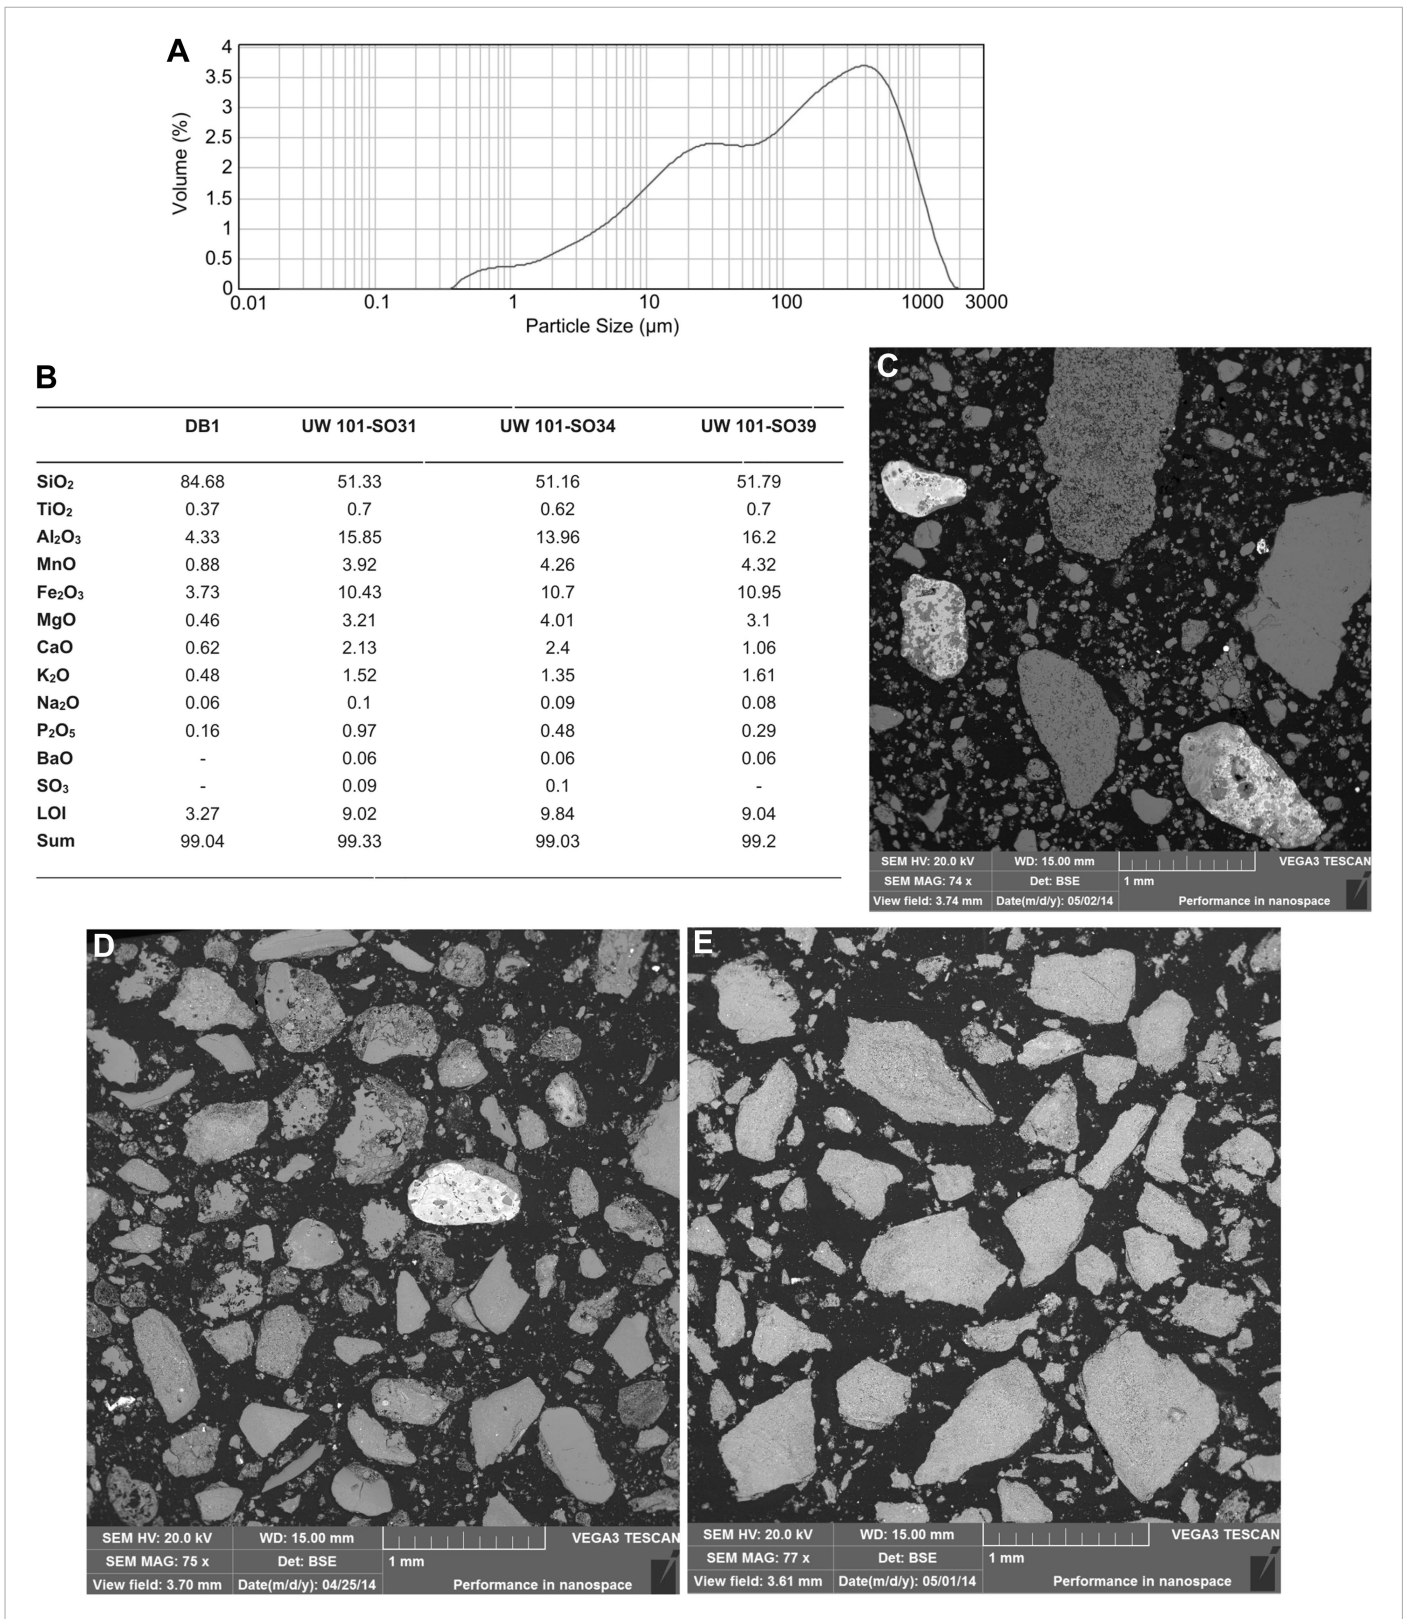 A
4
3.5
3
2.5
2
1.5
1
0.5
0
Volume (%)
0.01 0.1 1 10 100 1000 3000
Particle Size (µm)
B
DB1 UW 101-SO31 UW 101-SO34 UW 101-SO39
SiO₂ 84.68 51.33 51.16 51.79
TiO₂ 0.37 0.7 0.62 0.7
Al₂O₃ 4.33 15.85 13.96 16.2
MnO 0.88 3.92 4.26 4.32
Fe₂O₃ 3.73 10.43 10.7 10.95
MgO 0.46 3.21 4.01 3.1
CaO 0.62 2.13 2.4 1.06
K₂O 0.48 1.52 1.35 1.61
Na₂O 0.06 0.1 0.09 0.08
P₂O₅ 0.16 0.97 0.48 0.29
BaO - 0.06 0.06 0.06
SO₃ - 0.09 0.1 -
LOI 3.27 9.02 9.84 9.04
Sum 99.04 99.33 99.03 99.2
C
SEM HV: 20.0 kV WD: 15.00 mm VEGA3 TESCAN
SEM MAG: 74 x Det: BSE 1 mm
View field: 3.74 mm Date(m/d/y): 05/02/14 Performance in nanospace
D
SEM HV: 20.0 kV WD: 15.00 mm VEGA3 TESCAN
SEM MAG: 75 x Det: BSE 1 mm
View field: 3.70 mm Date(m/d/y): 04/25/14 Performance in nanospace
E
SEM HV: 20.0 kV WD: 15.00 mm VEGA3 TESCAN
SEM MAG: 77 x Det: BSE 1 mm
View field: 3.61 mm Date(m/d/y): 05/01/14 Performance in nanospace